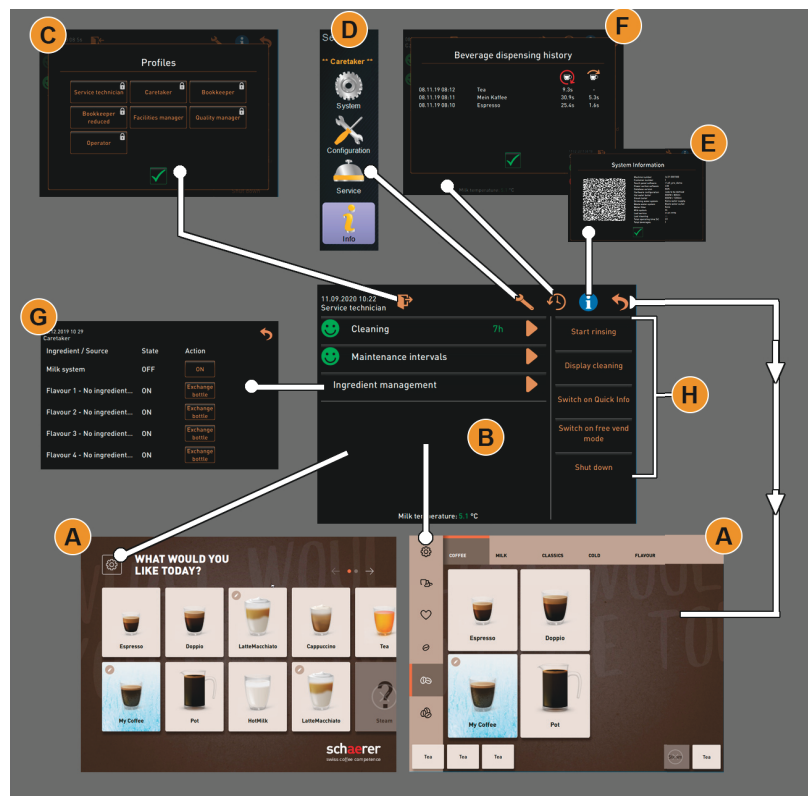 C
Profiles
Service technician
Caretaker
Bookkeeper
Bookkeeper
reduced
Facilities manager
Quality manager
Operator
D
Se
** Caretaker **
System
Configuration
Service
Info
F
Beverage dispensing history
08.11.19 08:12 Tea 9.3s -
08.11.19 08:11 Mein Kaffee 30.9s 5.3s
08.11.19 08:10 Espresso 25.4s 1.6s
E
System Information
G
Caretaker
Ingredient / Source State Action
Milk system OFF ON
Flavour 1 - No ingredient... ON Exchange
bottle
Flavour 2 - No ingredient... ON Exchange
bottle
Flavour 3 - No ingredient... ON Exchange
bottle
Flavour 4 - No ingredient... ON Exchange
bottle
11.09.2020 10:22
Service technician
Cleaning 7h
Maintenance intervals
Ingredient management
B
Milk temperature: 5.1 °C
Start rinsing
Display cleaning
Switch on Quick Info
Switch on free vend
mode
Shut down
H
A
WHAT WOULD YOU
LIKE TODAY?
Espresso
Doppio
LatteMacchiato
Cappuccino
Tea
My Coffee
Pot
HotMilk
LatteMacchiato
Steam
schaerer
swiss coffee competence
A
COFFEE MILK CLASSICS COLD FLAVOUR
Espresso
Doppio
My Coffee
Pot
Tea
Tea
Tea
Tea